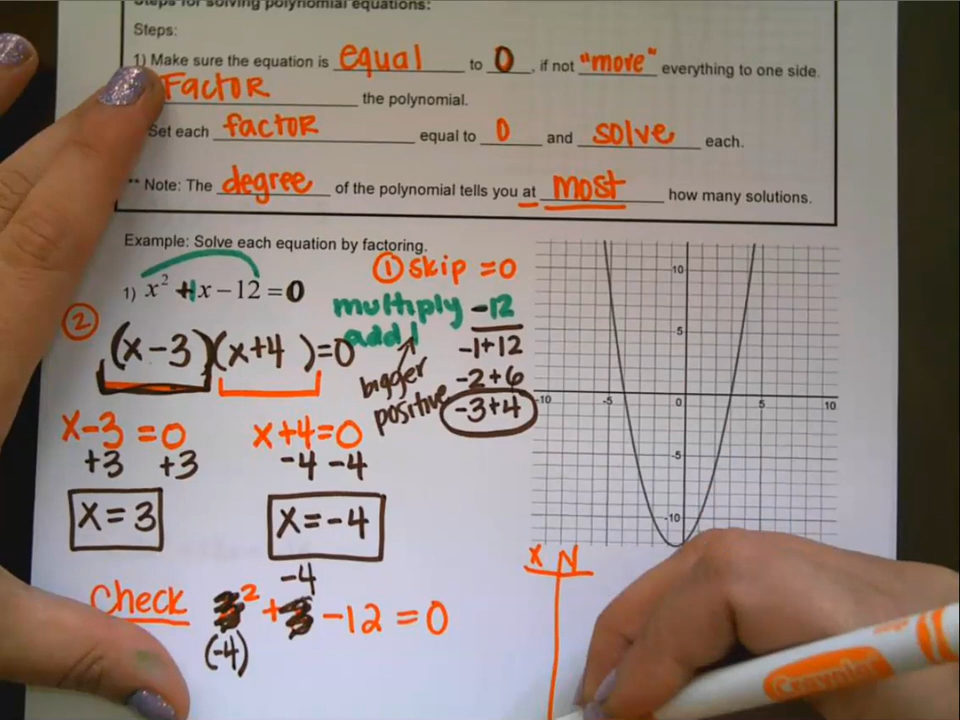 Steps for solving polynomial equations:
Steps:
1) Make sure the equation is equal to 0, if not "move" everything to one side.
Factor the polynomial.
Set each factor equal to 0 and solve each.
** Note: The degree of the polynomial tells you at most how many solutions.
Example: Solve each equation by factoring.
1) x² + 1x − 12 = 0
① skip = 0
② (x − 3)(x + 4) = 0
multiply −12
add 1
−1+12
−2+6
−3+4
bigger
positive
x − 3 = 0
+3 +3
x = 3
x + 4 = 0
−4 −4
x = −4
Check 3² + 3 − 12 = 0
−4
(−4)
10
5
-10 -5 0 5 10
-5
-10
X N
Crayola